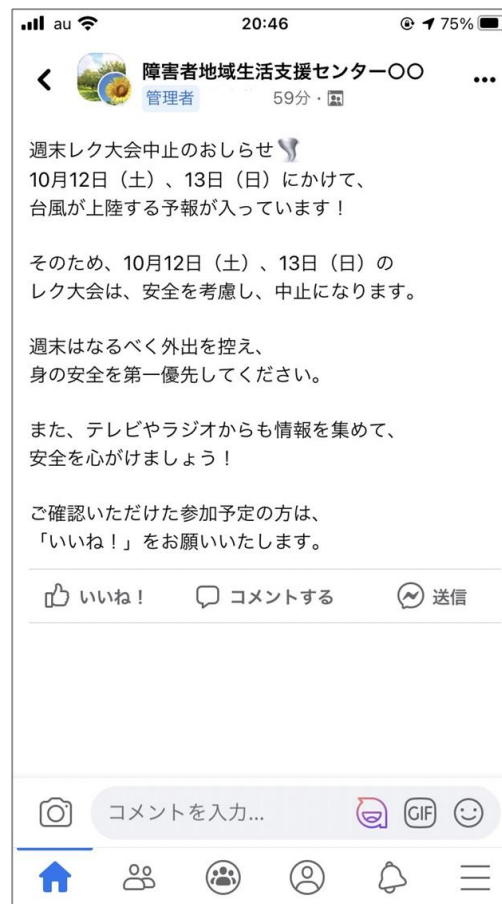 au
20:46
75%
障害者地域生活支援センター〇〇
管理者
59分・
週末レク大会中止のおしらせ
10月12日（土）、13日（日）にかけて、
台風が上陸する予報が入っています！
そのため、10月12日（土）、13日（日）の
レク大会は、安全を考慮し、中止になります。
週末はなるべく外出を控え、
身の安全を第一優先してください。
また、テレビやラジオからも情報を集めて、
安全を心がけましょう！
ご確認いただけた参加予定の方は、
「いいね！」をお願いいたします。
いいね！
コメントする
送信
コメントを入力...
GIF